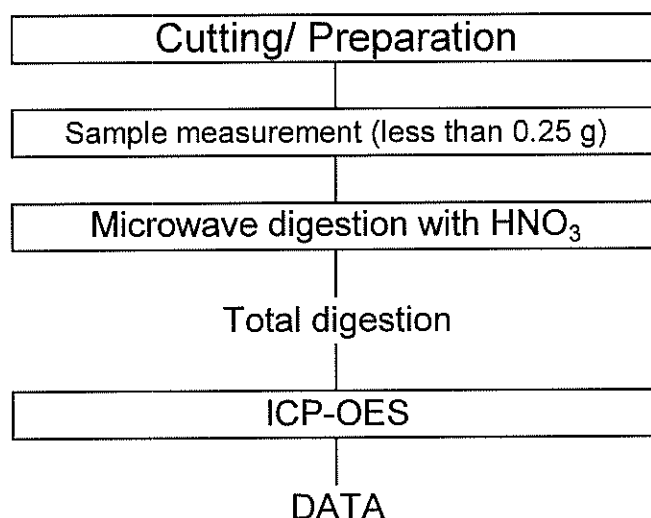 Cutting/ Preparation
Sample measurement (less than 0.25 g)
Microwave digestion with HNO₃
Total digestion
ICP-OES
DATA